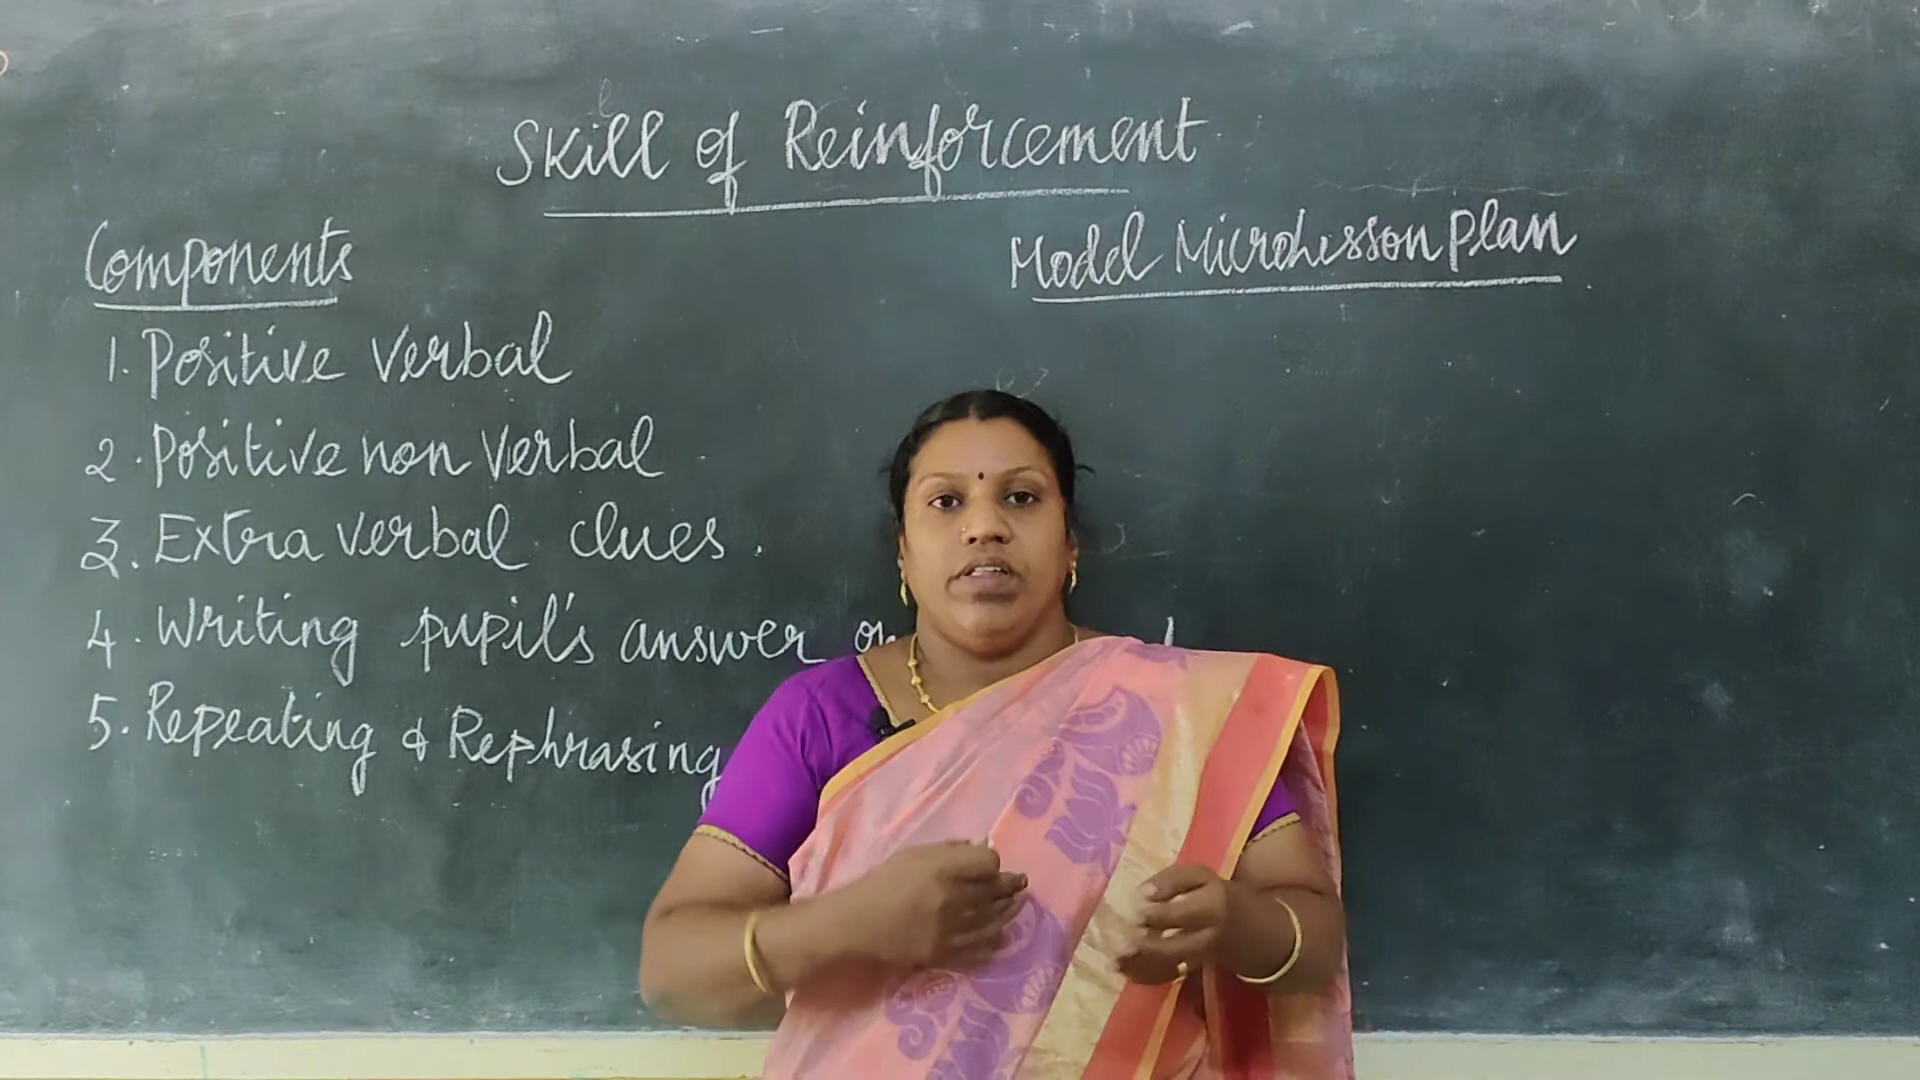 Skill of Reinforcement
Components
1. Positive Verbal
2. Positive non Verbal
3. Extra verbal clues.
4. Writing pupil's answer
5. Repeating & Rephrasing
Model Microlesson plan